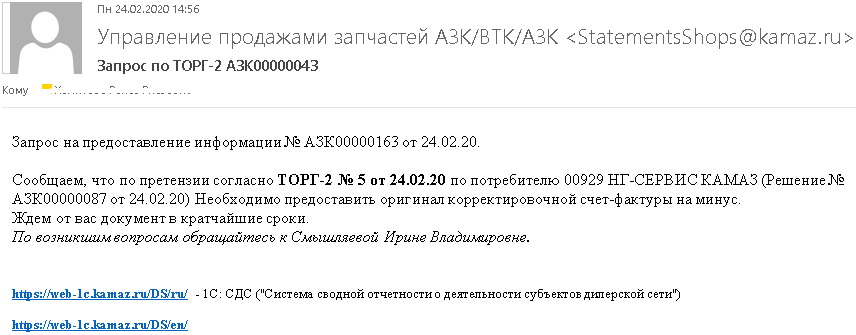 Пн 24.02.2020 14:56
Управление продажами запчастей АЗК/ВТК/АЗК <StatementsShops@kamaz.ru>
Запрос по ТОРГ-2 АЗК00000043
Кому
Запрос на предоставление информации № АЗК00000163 от 24.02.20.
Сообщаем, что по претензии согласно ТОРГ-2 № 5 от 24.02.20 по потребителю 00929 НГ-СЕРВИС КАМАЗ (Решение №
АЗК00000087 от 24.02.20) Необходимо предоставить оригинал корректировочной счет-фактуры на минус.
Ждем от вас документ в кратчайшие сроки.
По возникшим вопросам обращайтесь к Смышляевой Ирине Владимировне.
https://web-1c.kamaz.ru/DS/ru/ - 1С: СДС ("Система сводной отчетности о деятельности субъектов дилерской сети")
https://web-1c.kamaz.ru/DS/en/